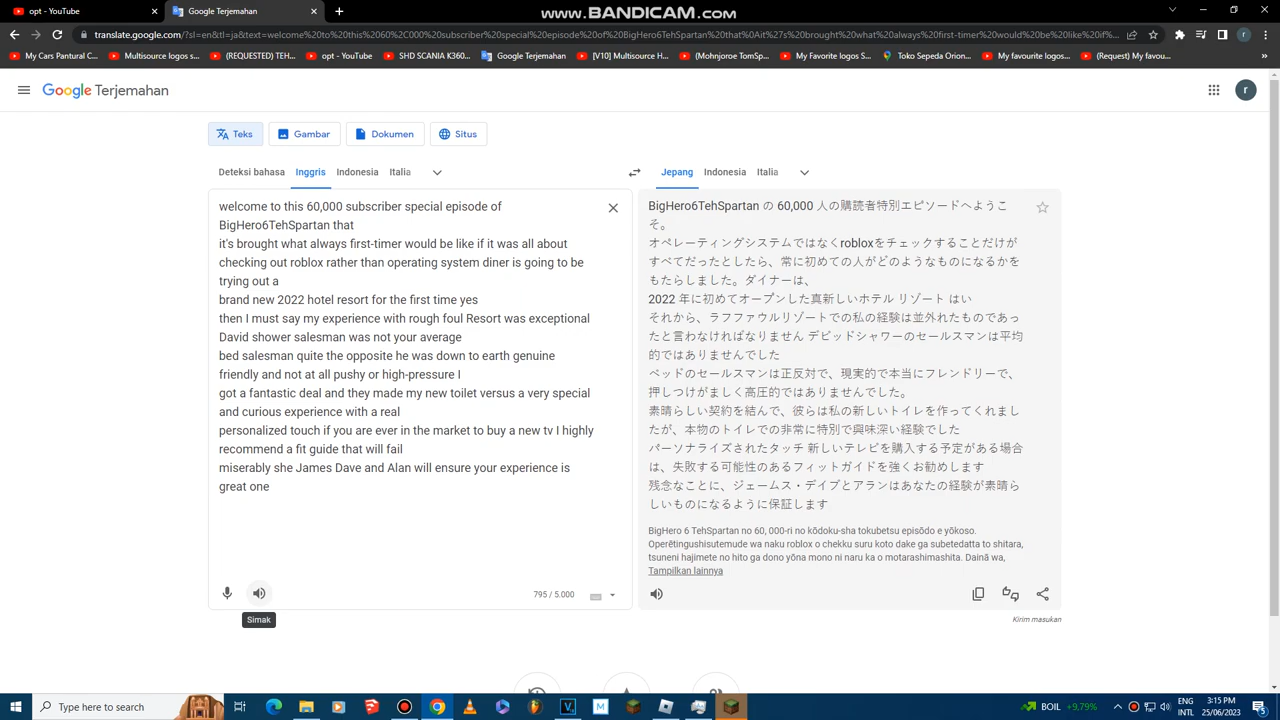 opt - YouTube
Google Terjemahan
www.BANDICAM.com
translate.google.com/?sl=en&tl=ja&text=welcome%20to%20this%2060%2C000%20subscriber%20special%20episode%20of%20BigHero6TehSpartan%20that%0Ait%27s%20brought%20what%20always%20first-timer%20would%20be%20like%20if...
r
My Cars Pantural C...
Multisource logos s...
(REQUESTED) TEH...
opt - YouTube
SHD SCANIA K360...
Google Terjemahan
[V10] Multisource H...
(Mohnjoroe TomSp...
My Favorite logos...
Toko Sepeda Orion...
My favourite logos...
(Request) My favou...
»
Google Terjemahan
r
Teks
Gambar
Dokumen
Situs
Deteksi bahasa
Inggris
Indonesia
Italia
Jepang
Indonesia
Italia
welcome to this 60,000 subscriber special episode of
BigHero6TehSpartan that
it's brought what always first-timer would be like if it was all about
checking out roblox rather than operating system diner is going to be
trying out a
brand new 2022 hotel resort for the first time yes
then I must say my experience with rough foul Resort was exceptional
David shower salesman was not your average
bed salesman quite the opposite he was down to earth genuine
friendly and not at all pushy or high-pressure I
got a fantastic deal and they made my new toilet versus a very special
and curious experience with a real
personalized touch if you are ever in the market to buy a new tv I highly
recommend a fit guide that will fail
miserably she James Dave and Alan will ensure your experience is
great one
BigHero6TehSpartan の 60,000 人の購読者特別エピソードへようこ
そ。
オペレーティングシステムではなくrobloxをチェックすることだけが
すべてだったとしたら、常に初めての人がどのようなものになるかを
もたらしました。ダイナーは、
2022 年に初めてオープンした真新しいホテル リゾート はい
それから、ラフファウルリゾートでの私の経験は並外れたものであっ
たと言わなければなりません デビッドシャワーのセールスマンは平均
的ではありませんでした
ベッドのセールスマンは正反対で、現実的で本当にフレンドリーで、
押しつけがましく高圧的ではありませんでした。
素晴らしい契約を結んで、彼らは私の新しいトイレを作ってくれまし
たが、本物のトイレでの非常に特別で興味深い経験でした
パーソナライズされたタッチ 新しいテレビを購入する予定がある場合
は、失敗する可能性のあるフィットガイドを強くお勧めします
残念なことに、ジェームス・デイブとアランはあなたの経験が素晴ら
しいものになるように保証します
BigHero 6 TehSpartan no 60, 000-ri no kōdoku-sha tokubetsu episōdo e yōkoso.
Operētingushisutemude wa naku roblox o chekku suru koto dake ga subetedatta to shitara,
tsuneni hajimete no hito ga dono yōna mono ni naru ka o motarashimashita. Dainā wa,
Tampilkan lainnya
795 / 5.000
Simak
Kirim masukan
Type here to search
BOIL +9,79%
ENG
INTL
3:15 PM
25/06/2023